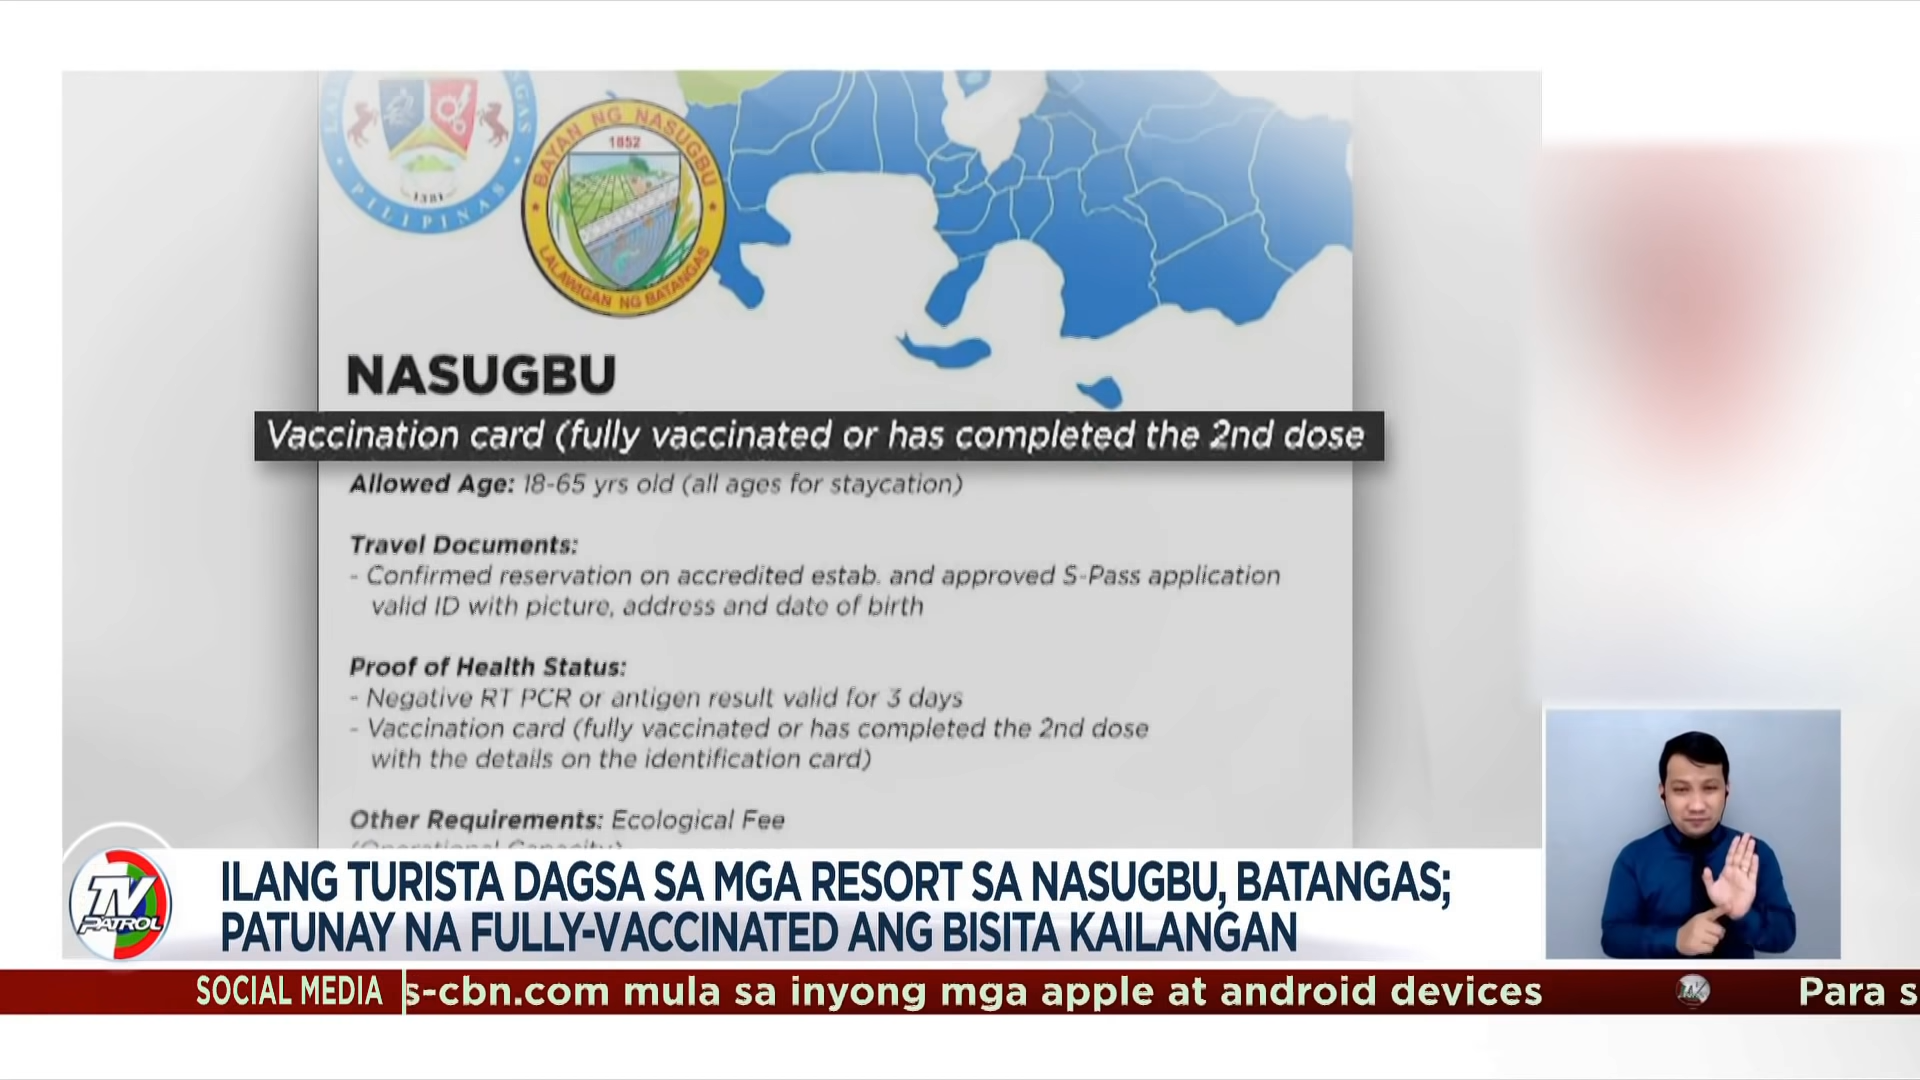 BAYAN NG NASUGBU
1852
LALAWIGAN NG BATANGAS
1581
PILIPINAS
NASUGBU
Vaccination card (fully vaccinated or has completed the 2nd dose
Allowed Age: 18-65 yrs old (all ages for staycation)
Travel Documents:
- Confirmed reservation on accredited estab. and approved S-Pass application
valid ID with picture, address and date of birth
Proof of Health Status:
- Negative RT PCR or antigen result valid for 3 days
- Vaccination card (fully vaccinated or has completed the 2nd dose
with the details on the identification card)
Other Requirements: Ecological Fee
(Operational Capacity)
TV PATROL
ILANG TURISTA DAGSA SA MGA RESORT SA NASUGBU, BATANGAS;
PATUNAY NA FULLY-VACCINATED ANG BISITA KAILANGAN
SOCIAL MEDIA s-cbn.com mula sa inyong mga apple at android devices Para s